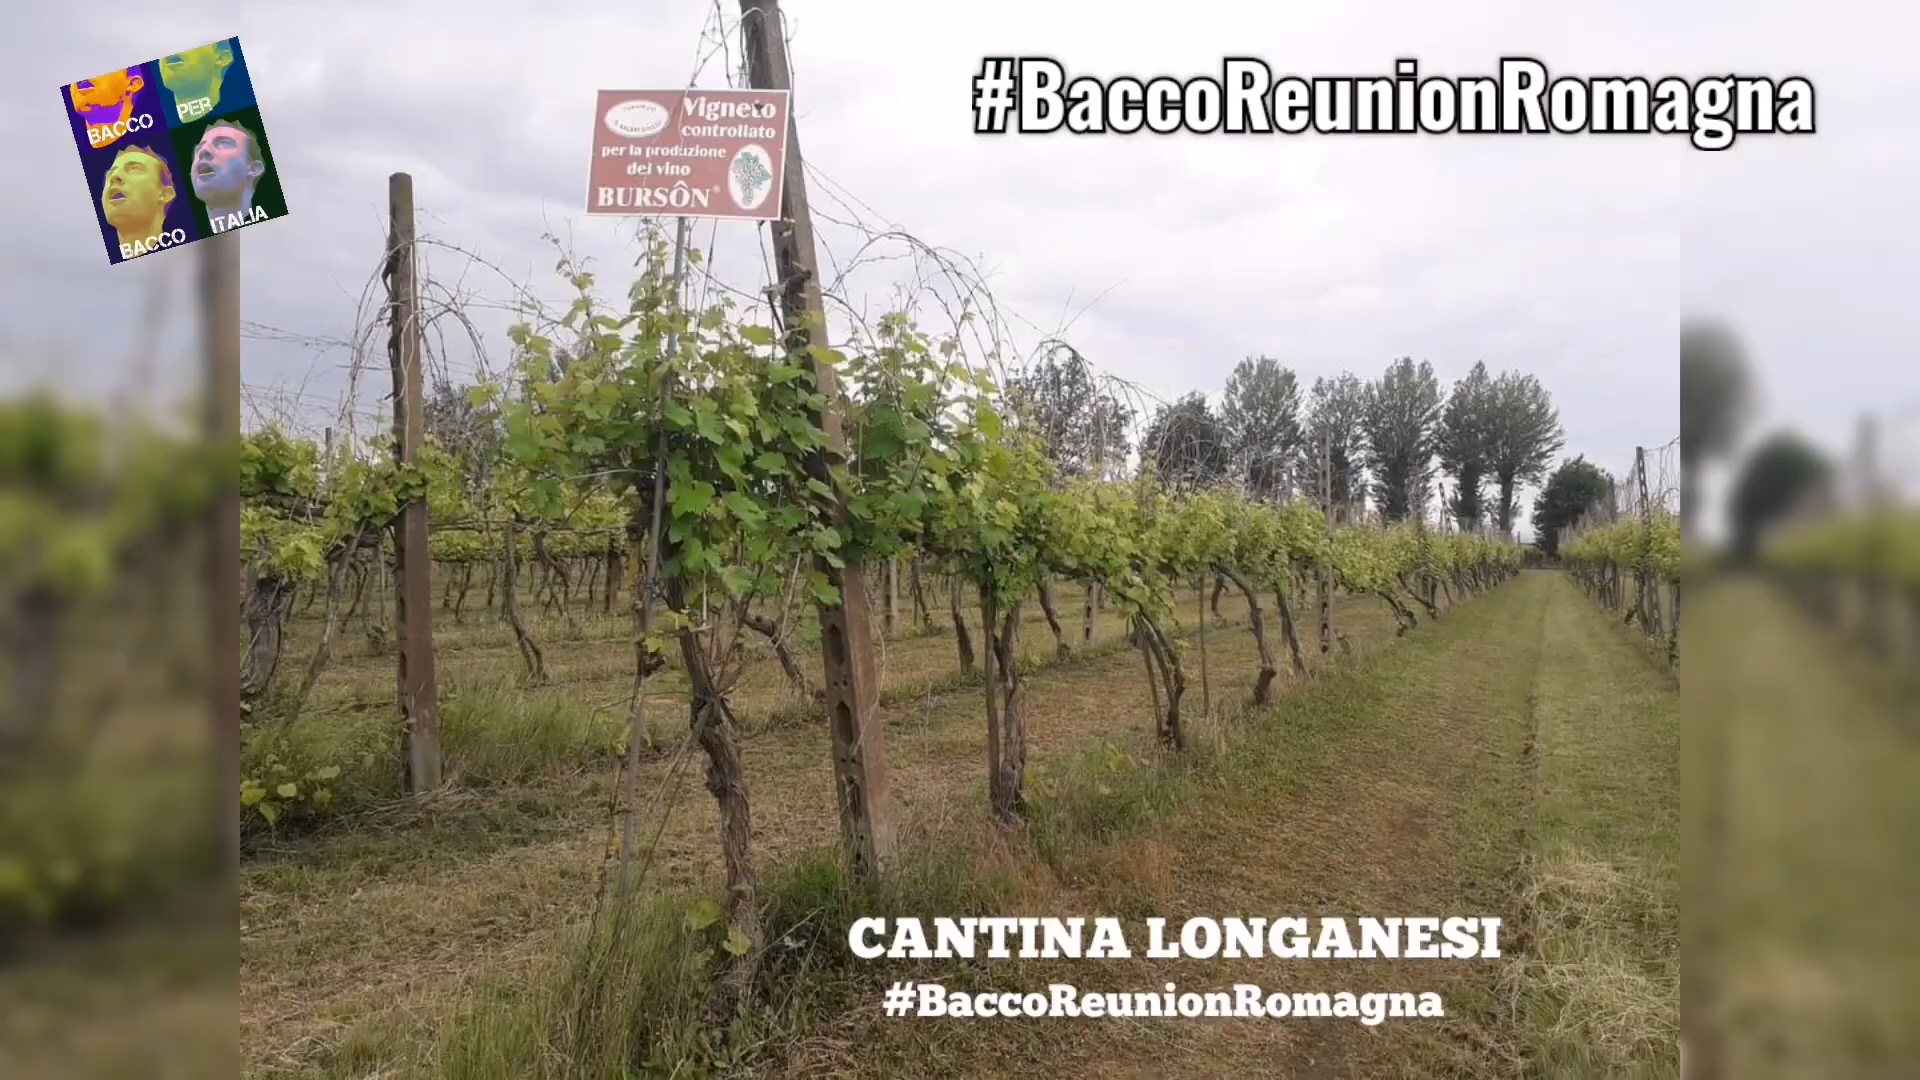 #BaccoReunionRomagna
BACCO
PER
BACCO
ITALIA
Vigneto
controllato
per la produzione
del vino
BURSÔN®
CANTINA LONGANESI
#BaccoReunionRomagna